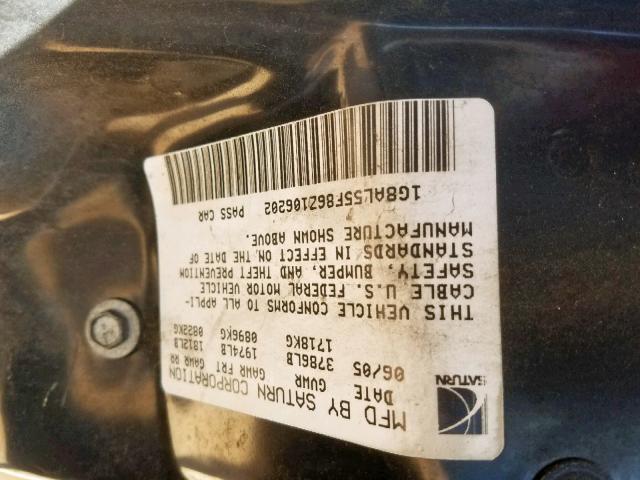 SATURN
MFD BY SATURN CORPORATION
DATE GVWR GAWR FRT GAWR RR
06/05 3786LB 1974LB 1812LB
1718KG 0896KG 0822KG
THIS VEHICLE CONFORMS TO ALL APPLI-
CABLE U.S. FEDERAL MOTOR VEHICLE
SAFETY, BUMPER, AND THEFT PREVENTION
STANDARDS IN EFFECT ON THE DATE OF
MANUFACTURE SHOWN ABOVE.
1G8AL55F86Z106202 PASS CAR